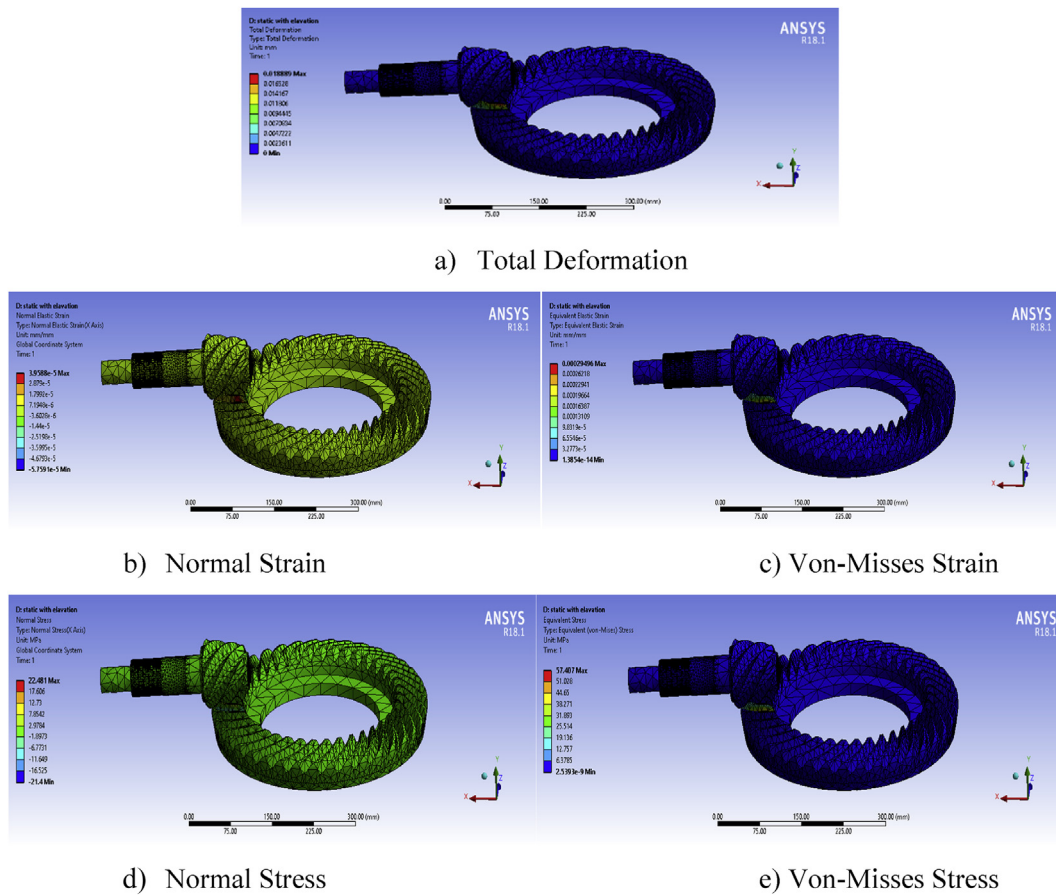 D: static with elavation
Total Deformation
Type: Total Deformation
Unit: mm
Time: 1
0.018889 Max
0.016528
0.014167
0.011806
0.0094445
0.0070834
0.0047222
0.0023611
0 Min
ANSYS
R18.1
Y
X
Z
0.00 150.00 300.00 (mm)
75.00 225.00
a) Total Deformation
D: static with elavation
Normal Elastic Strain
Type: Normal Elastic Strain(X Axis)
Unit: mm/mm
Global Coordinate System
Time: 1
3.9588e-5 Max
2.879e-5
1.7992e-5
7.1948e-6
-3.6028e-6
-1.44e-5
-2.5198e-5
-3.5995e-5
-4.6793e-5
-5.7591e-5 Min
ANSYS
R18.1
Y
Z
X
0.00 150.00 300.00 (mm)
75.00 225.00
b) Normal Strain
D: static with elavation
Equivalent Elastic Strain
Type: Equivalent Elastic Strain
Unit: mm/mm
Time: 1
0.00029496 Max
0.00026218
0.00022941
0.00019664
0.00016387
0.00013109
9.8319e-5
6.5546e-5
3.2773e-5
1.3854e-14 Min
ANSYS
R18.1
Y
Z
X
0.00 150.00 300.00 (mm)
75.00 225.00
c) Von-Misses Strain
D: static with elavation
Normal Stress
Type: Normal Stress(X Axis)
Unit: MPa
Global Coordinate System
Time: 1
22.481 Max
17.606
12.73
7.8542
2.9784
-1.8973
-6.7731
-11.649
-16.525
-21.4 Min
ANSYS
R18.1
Y
Z
X
0.00 150.00 300.00 (mm)
75.00 225.00
d) Normal Stress
D: static with elavation
Equivalent Stress
Type: Equivalent (von-Mises) Stress
Unit: MPa
Time: 1
57.407 Max
51.028
44.65
38.271
31.893
25.514
19.136
12.757
6.3785
2.5393e-9 Min
ANSYS
R18.1
Y
Z
X
0.00 150.00 300.00 (mm)
75.00 225.00
e) Von-Misses Stress